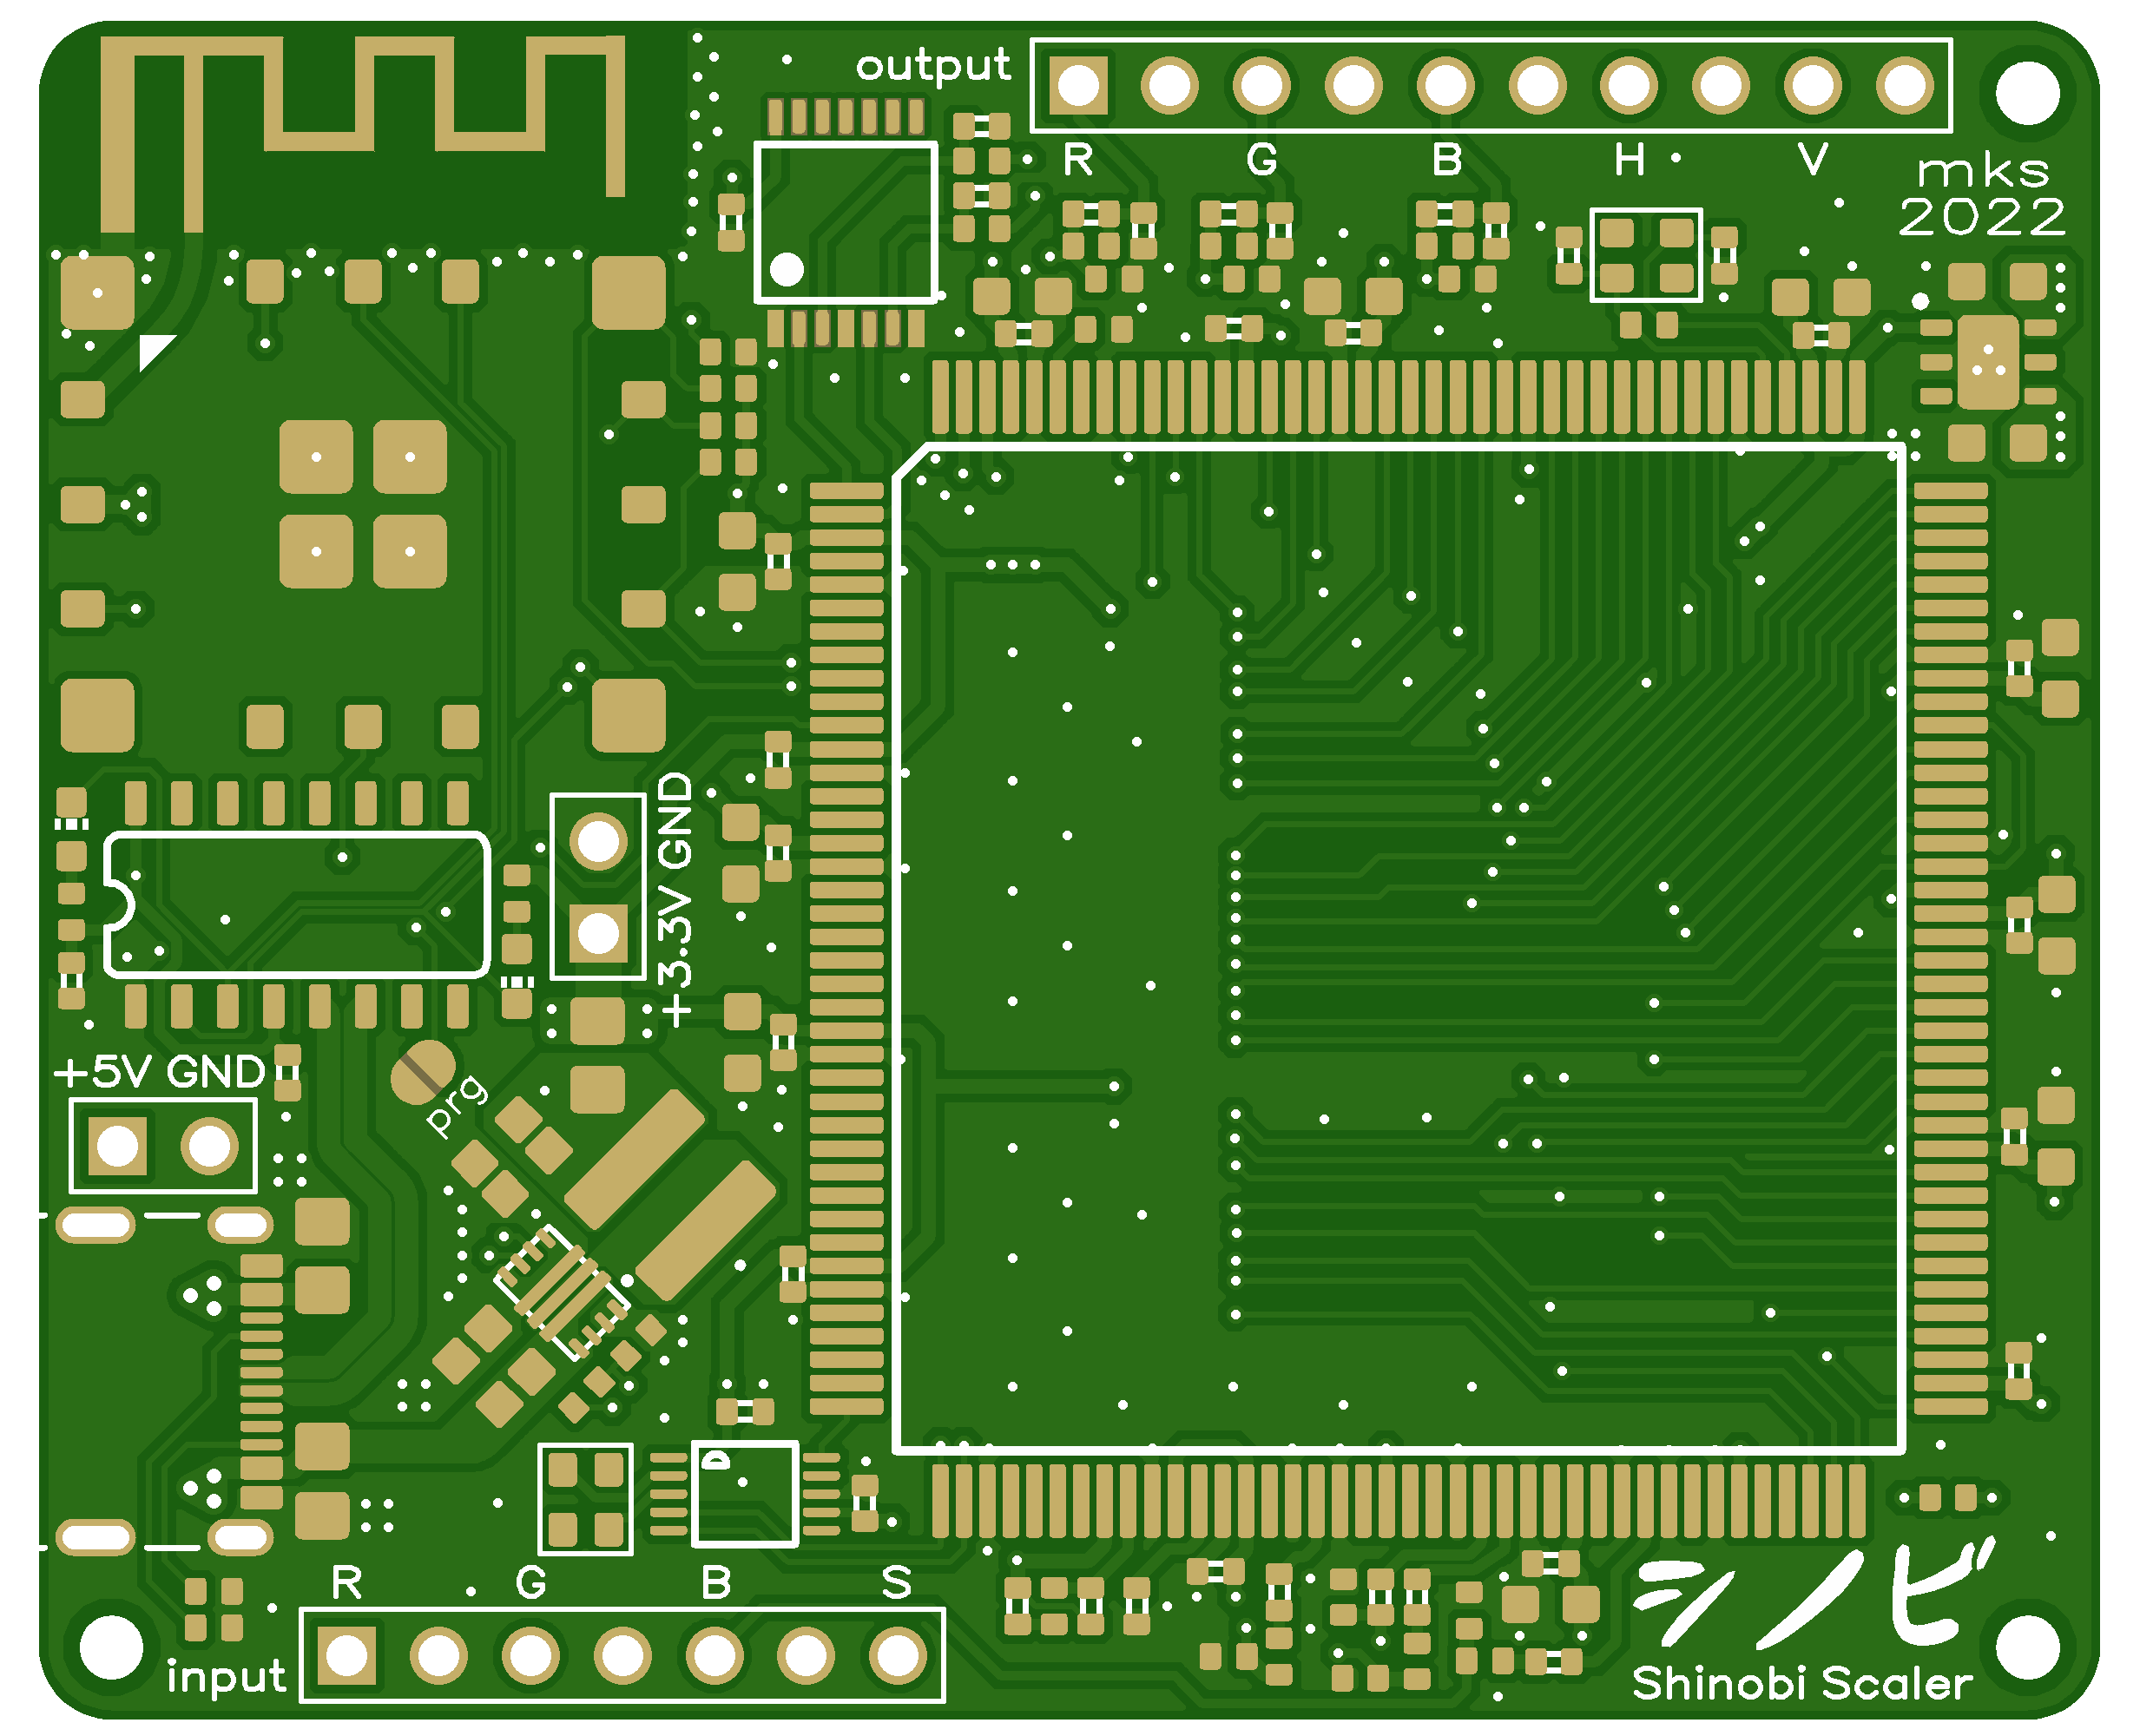 output
R G B H V
mks
2022
+3.3V GND
+5V GND
prg
R G B S
input
シノビ
Shinobi Scaler